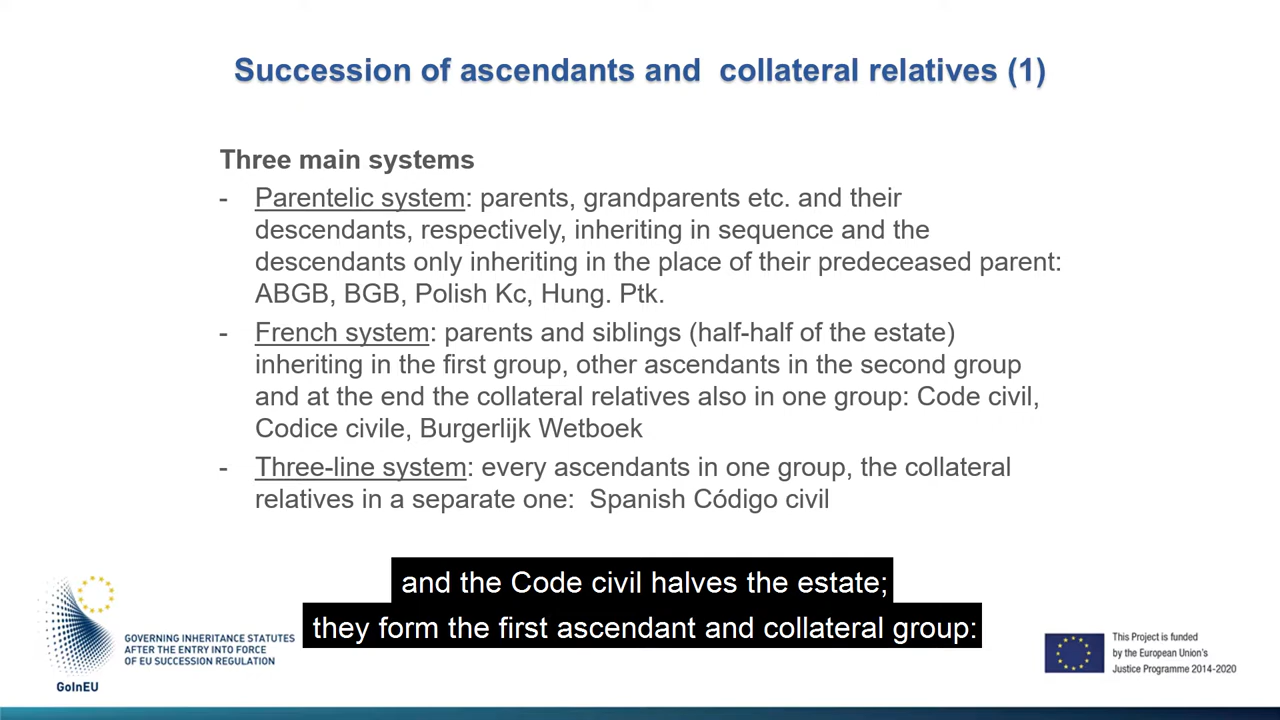 Succession of ascendants and collateral relatives (1)
Three main systems
- Parentelic system: parents, grandparents etc. and their
descendants, respectively, inheriting in sequence and the
descendants only inheriting in the place of their predeceased parent:
ABGB, BGB, Polish Kc, Hung. Ptk.
- French system: parents and siblings (half-half of the estate)
inheriting in the first group, other ascendants in the second group
and at the end the collateral relatives also in one group: Code civil,
Codice civile, Burgerlijk Wetboek
- Three-line system: every ascendants in one group, the collateral
relatives in a separate one: Spanish Código civil
and the Code civil halves the estate;
they form the first ascendant and collateral group:
GoInEU
GOVERNING INHERITANCE STATUTES
AFTER THE ENTRY INTO FORCE
OF EU SUCCESSION REGULATION
This Project is funded
by the European Union's
Justice Programme 2014-2020